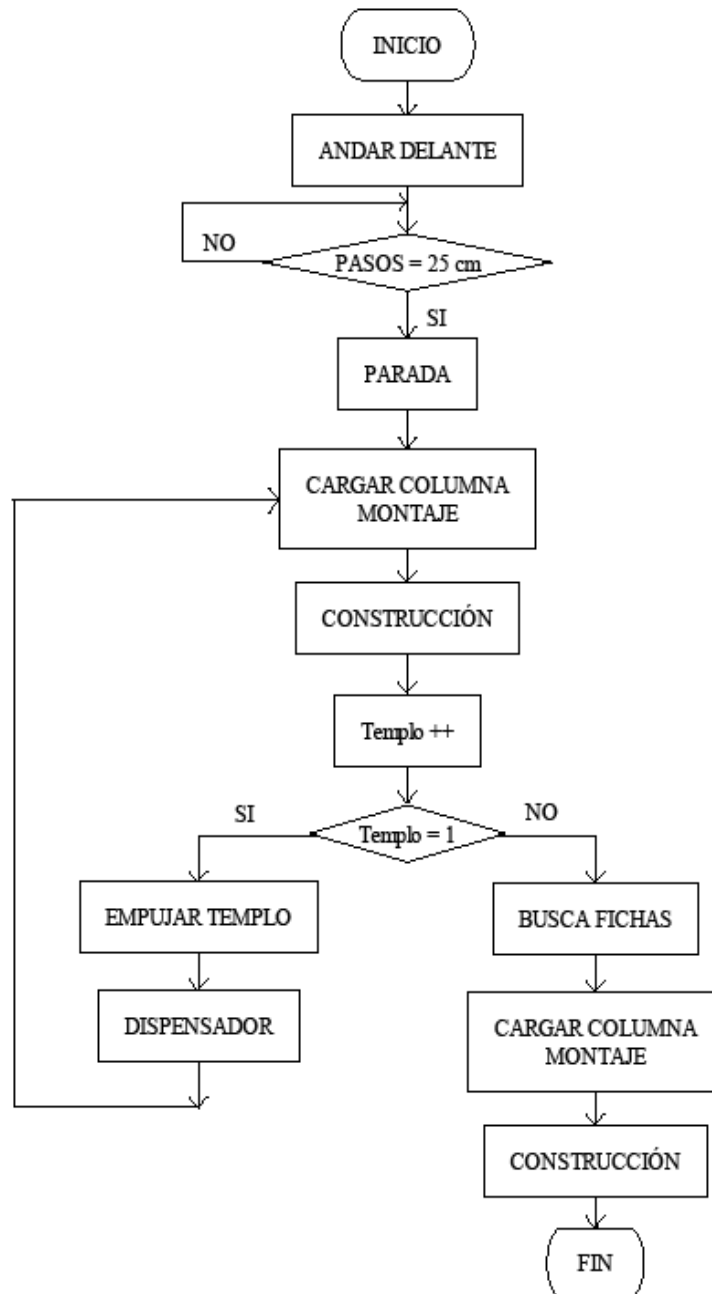 INICIO
ANDAR DELANTE
NO
PASOS = 25 cm
SI
PARADA
CARGAR COLUMNA
MONTAJE
CONSTRUCCIÓN
Templo ++
SI
Templo = 1
NO
EMPUJAR TEMPLO
BUSCA FICHAS
DISPENSADOR
CARGAR COLUMNA
MONTAJE
CONSTRUCCIÓN
FIN